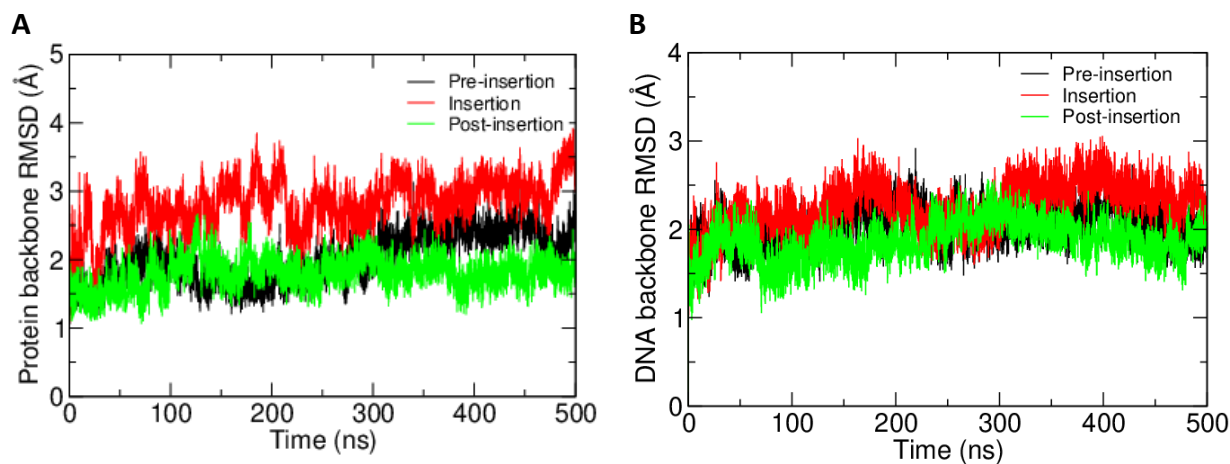 A
Protein backbone RMSD (Å)
5
4
3
2
1
0
Pre-insertion
Insertion
Post-insertion
0 100 200 300 400 500
Time (ns)
B
DNA backbone RMSD (Å)
4
3
2
1
0
Pre-insertion
Insertion
Post-insertion
0 100 200 300 400 500
Time (ns)